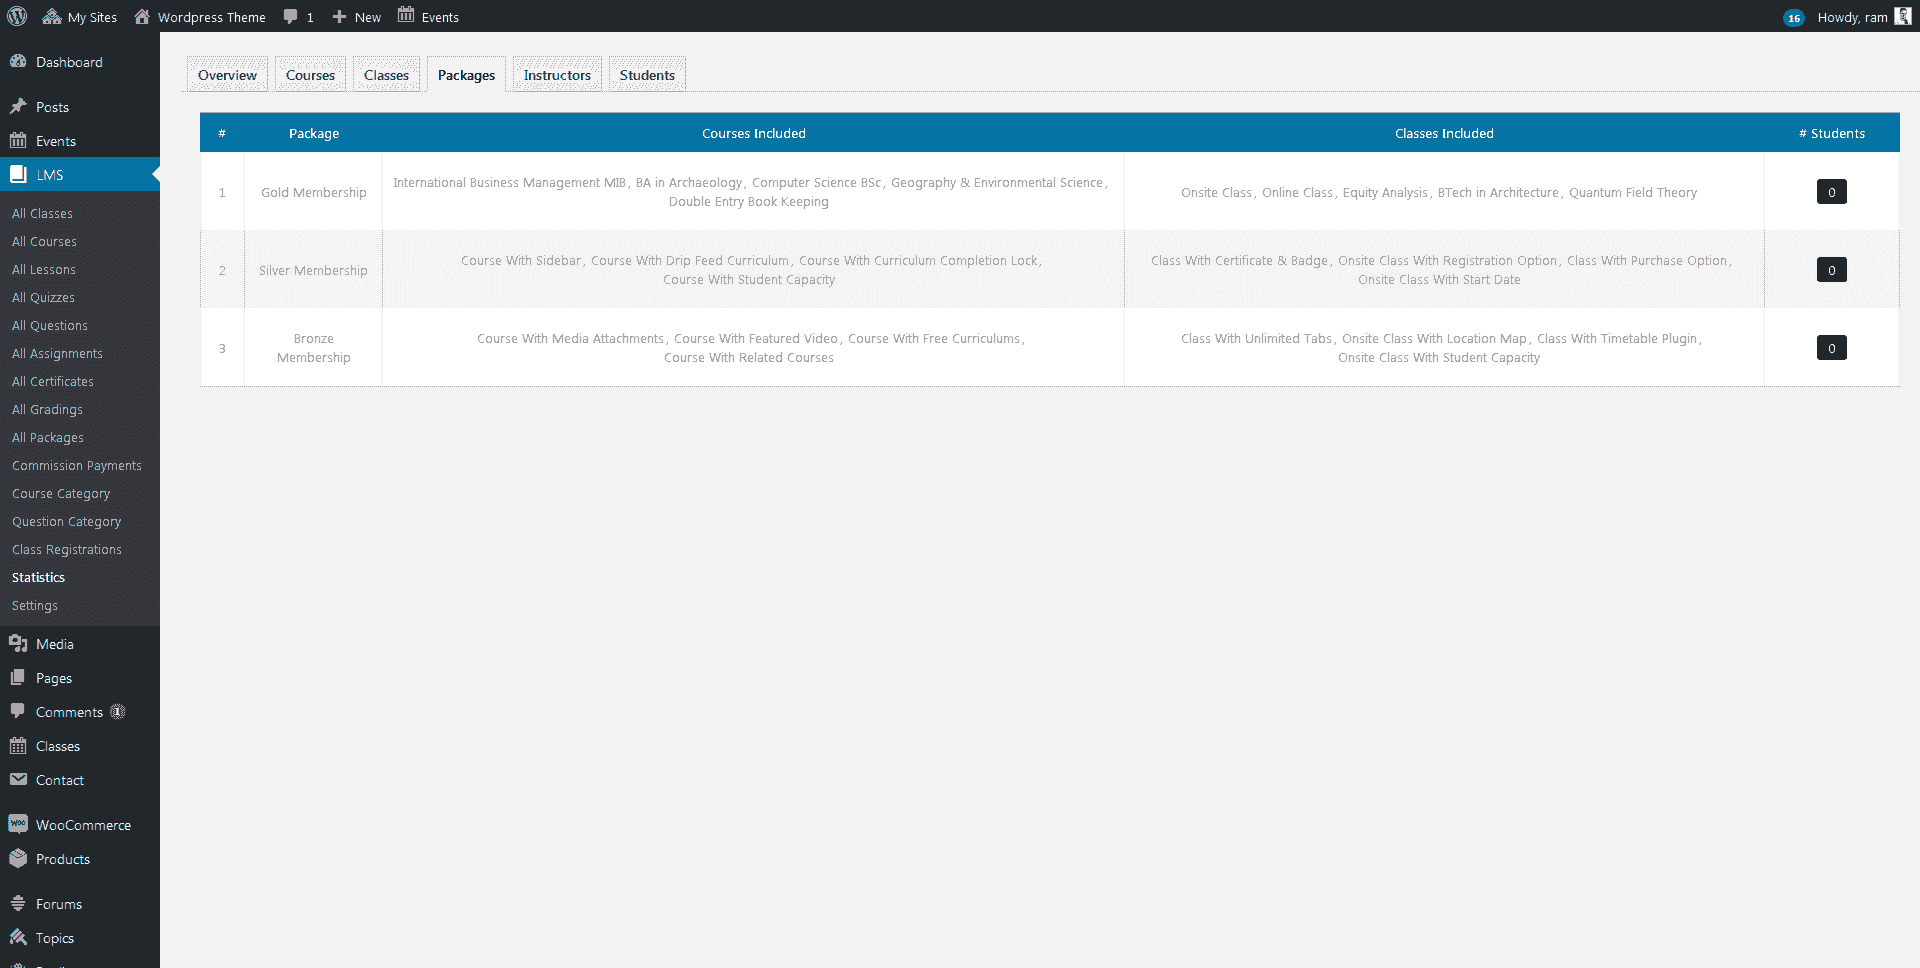 My Sites
Wordpress Theme
1
New
Events
16
Howdy, ram
Dashboard
Posts
Events
LMS
All Classes
All Courses
All Lessons
All Quizzes
All Questions
All Assignments
All Certificates
All Gradings
All Packages
Commission Payments
Course Category
Question Category
Class Registrations
Statistics
Settings
Media
Pages
Comments 1
Classes
Contact
Woo WooCommerce
Products
Forums
Topics
Overview
Courses
Classes
Packages
Instructors
Students
# Package Courses Included Classes Included # Students
1
Gold Membership
International Business Management MIB, BA in Archaeology, Computer Science BSc, Geography & Environmental Science,
Double Entry Book Keeping
Onsite Class, Online Class, Equity Analysis, BTech in Architecture, Quantum Field Theory
0
2
Silver Membership
Course With Sidebar, Course With Drip Feed Curriculum, Course With Curriculum Completion Lock,
Course With Student Capacity
Class With Certificate & Badge, Onsite Class With Registration Option, Class With Purchase Option,
Onsite Class With Start Date
0
3
Bronze
Membership
Course With Media Attachments, Course With Featured Video, Course With Free Curriculums,
Course With Related Courses
Class With Unlimited Tabs, Onsite Class With Location Map, Class With Timetable Plugin,
Onsite Class With Student Capacity
0